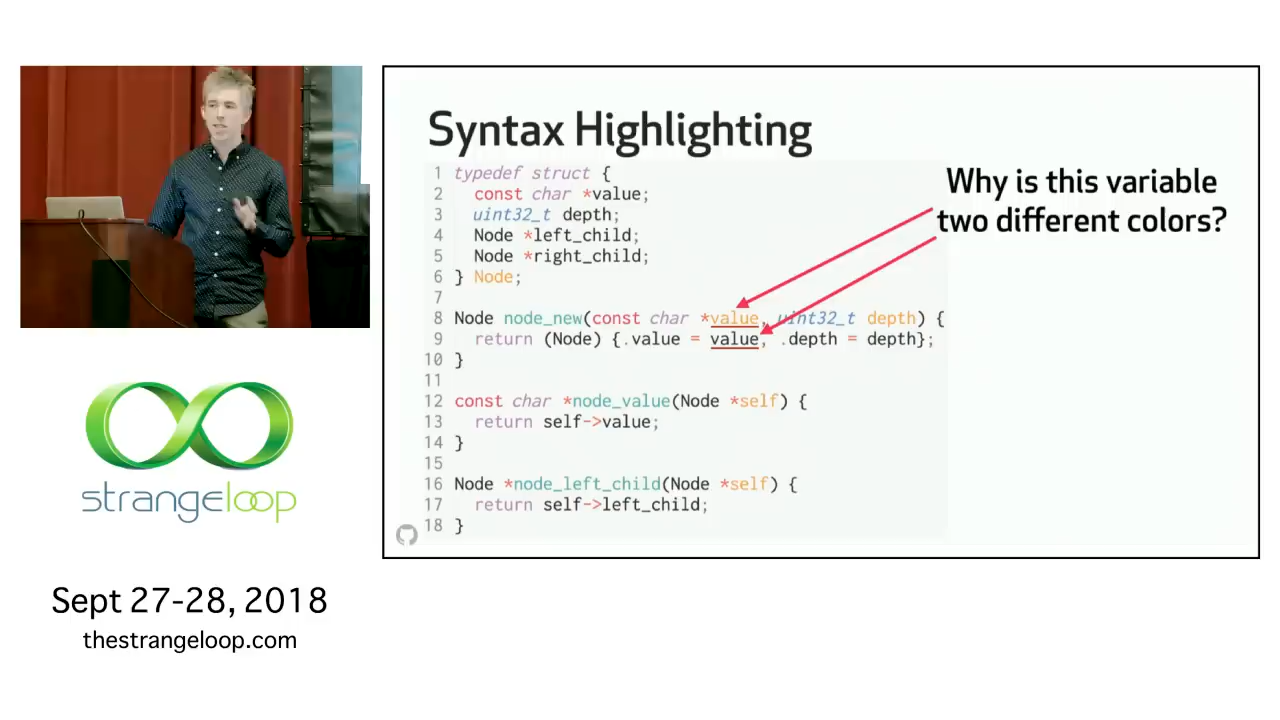 Syntax Highlighting
Why is this variable
two different colors?
1 typedef struct {
2   const char *value;
3   uint32_t depth;
4   Node *left_child;
5   Node *right_child;
6 } Node;
7
8 Node node_new(const char *value, uint32_t depth) {
9   return (Node) {.value = value, .depth = depth};
10 }
11
12 const char *node_value(Node *self) {
13   return self->value;
14 }
15
16 Node *node_left_child(Node *self) {
17   return self->left_child;
18 }
strangeloop
Sept 27-28, 2018
thestrangeloop.com